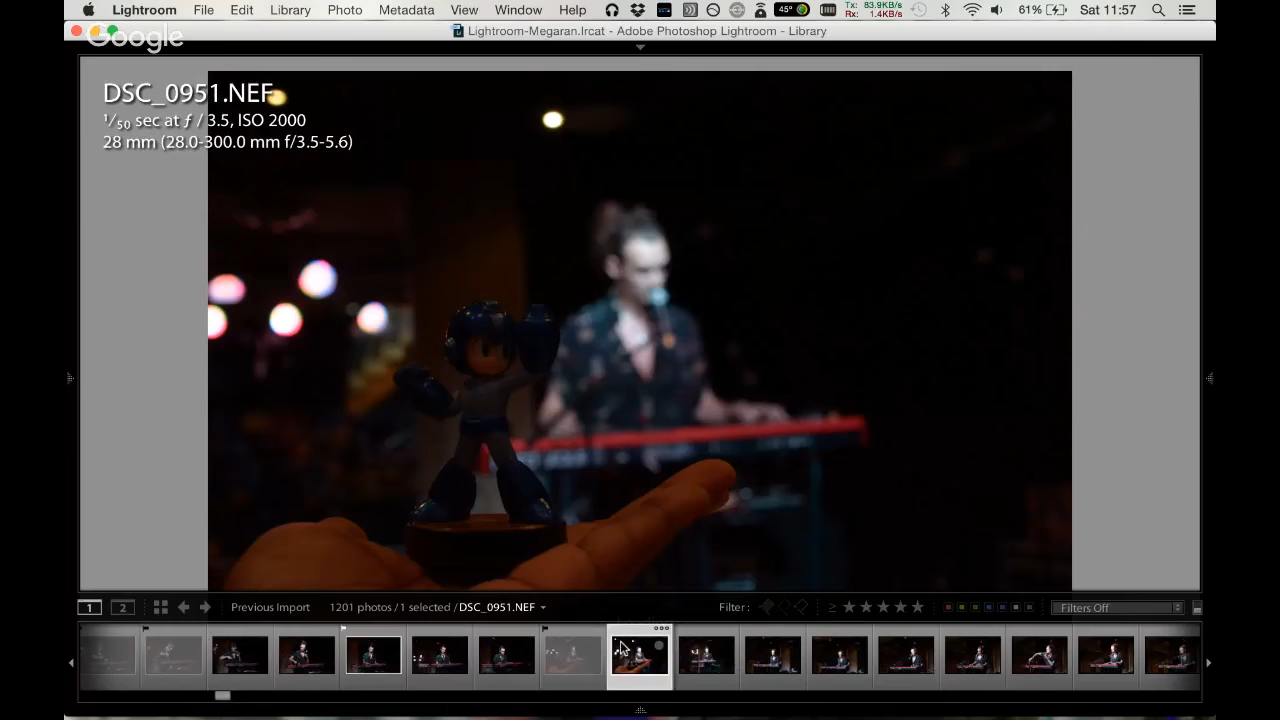 Lightroom File Edit Library Photo Metadata View Window Help 45° Tx: 83.9KB/s Rx: 1.4KB/s 61% Sat 11:57
Google
Lightroom-Megaran.lrcat - Adobe Photoshop Lightroom - Library
DSC_0951.NEF
1/50 sec at ƒ / 3.5, ISO 2000
28 mm (28.0-300.0 mm f/3.5-5.6)
1 2 Previous Import 1201 photos / 1 selected / DSC_0951.NEF Filter : ≥ ★★★★★ Filters Off